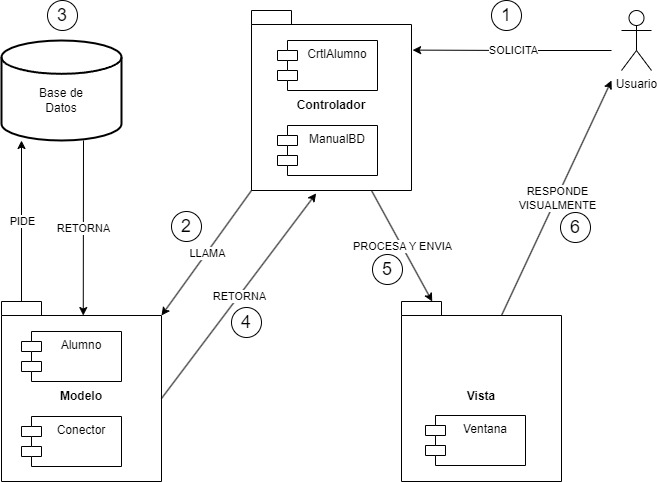 3
1
CrtlAlumno
SOLICITA
Usuario
Base de
Datos
Controlador
ManualBD
PIDE
RETORNA
2
LLAMA
RESPONDE
VISUALMENTE
6
PROCESA Y ENVIA
5
RETORNA
4
Alumno
Modelo
Conector
Vista
Ventana